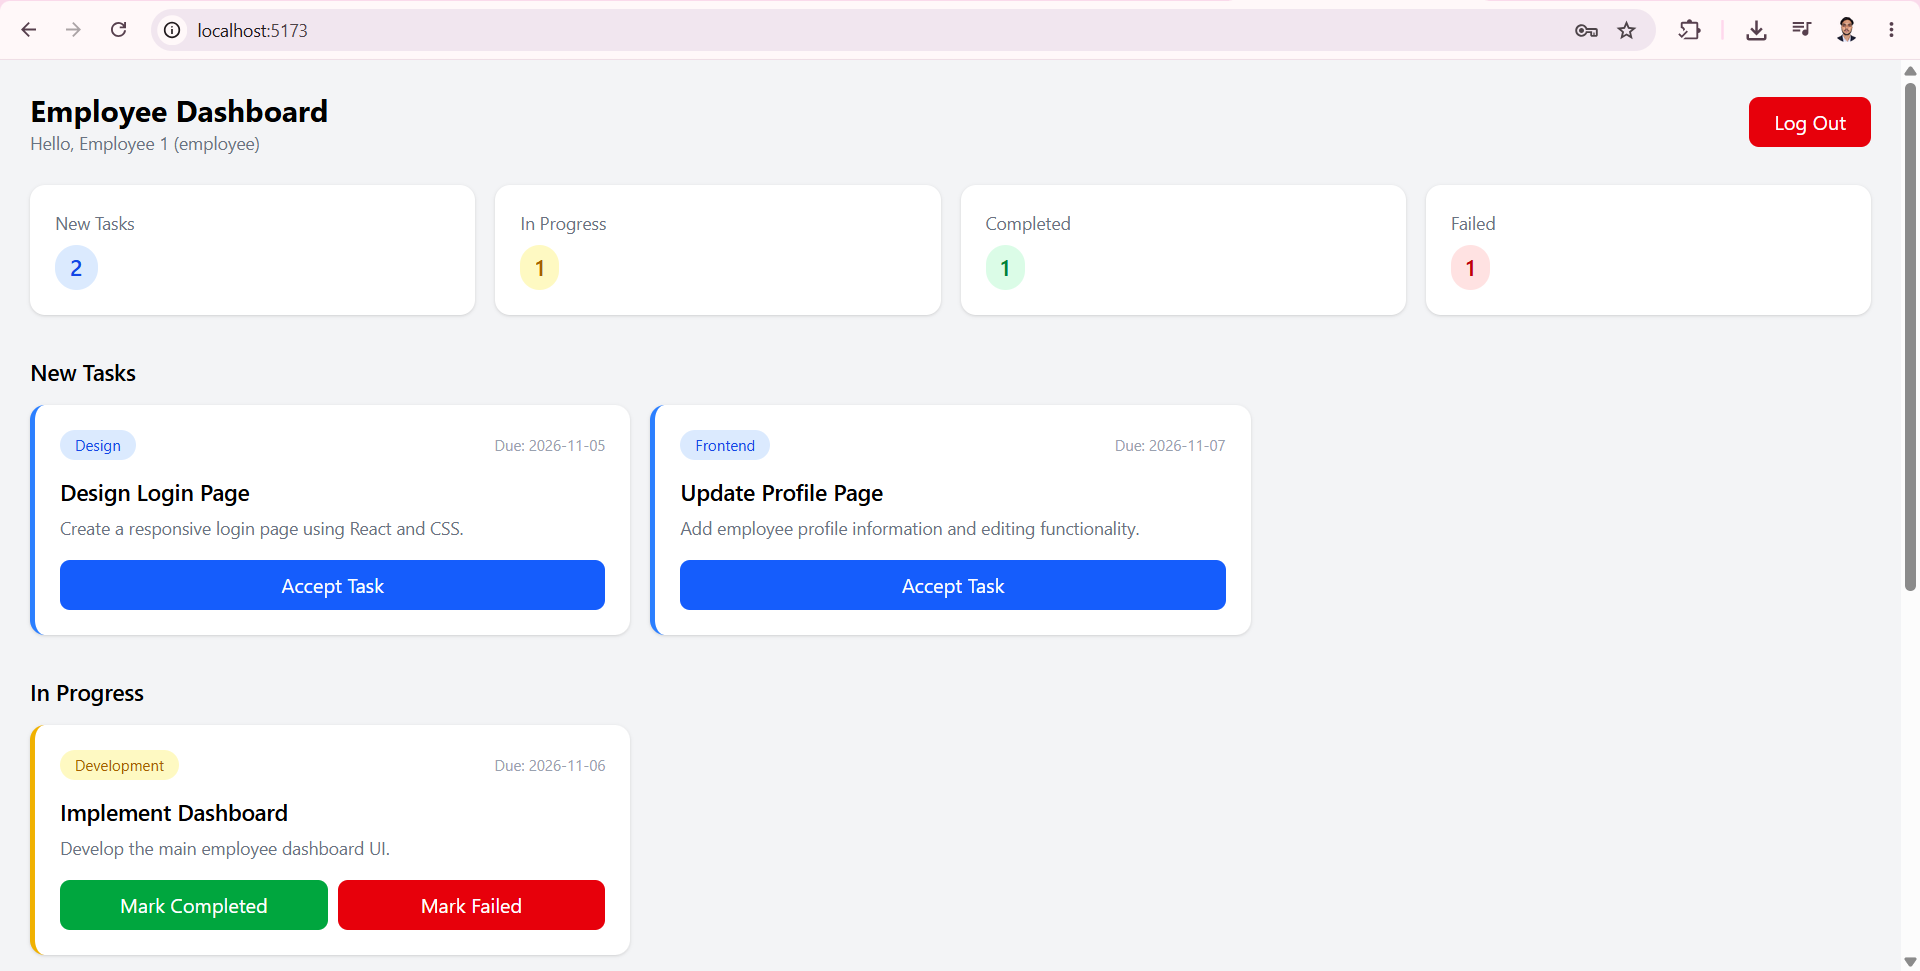 localhost:5173
Employee Dashboard
Hello, Employee 1 (employee)
Log Out
New Tasks
2
In Progress
1
Completed
1
Failed
1
New Tasks
Design
Due: 2026-11-05
Design Login Page
Create a responsive login page using React and CSS.
Accept Task
Frontend
Due: 2026-11-07
Update Profile Page
Add employee profile information and editing functionality.
Accept Task
In Progress
Development
Due: 2026-11-06
Implement Dashboard
Develop the main employee dashboard UI.
Mark Completed
Mark Failed